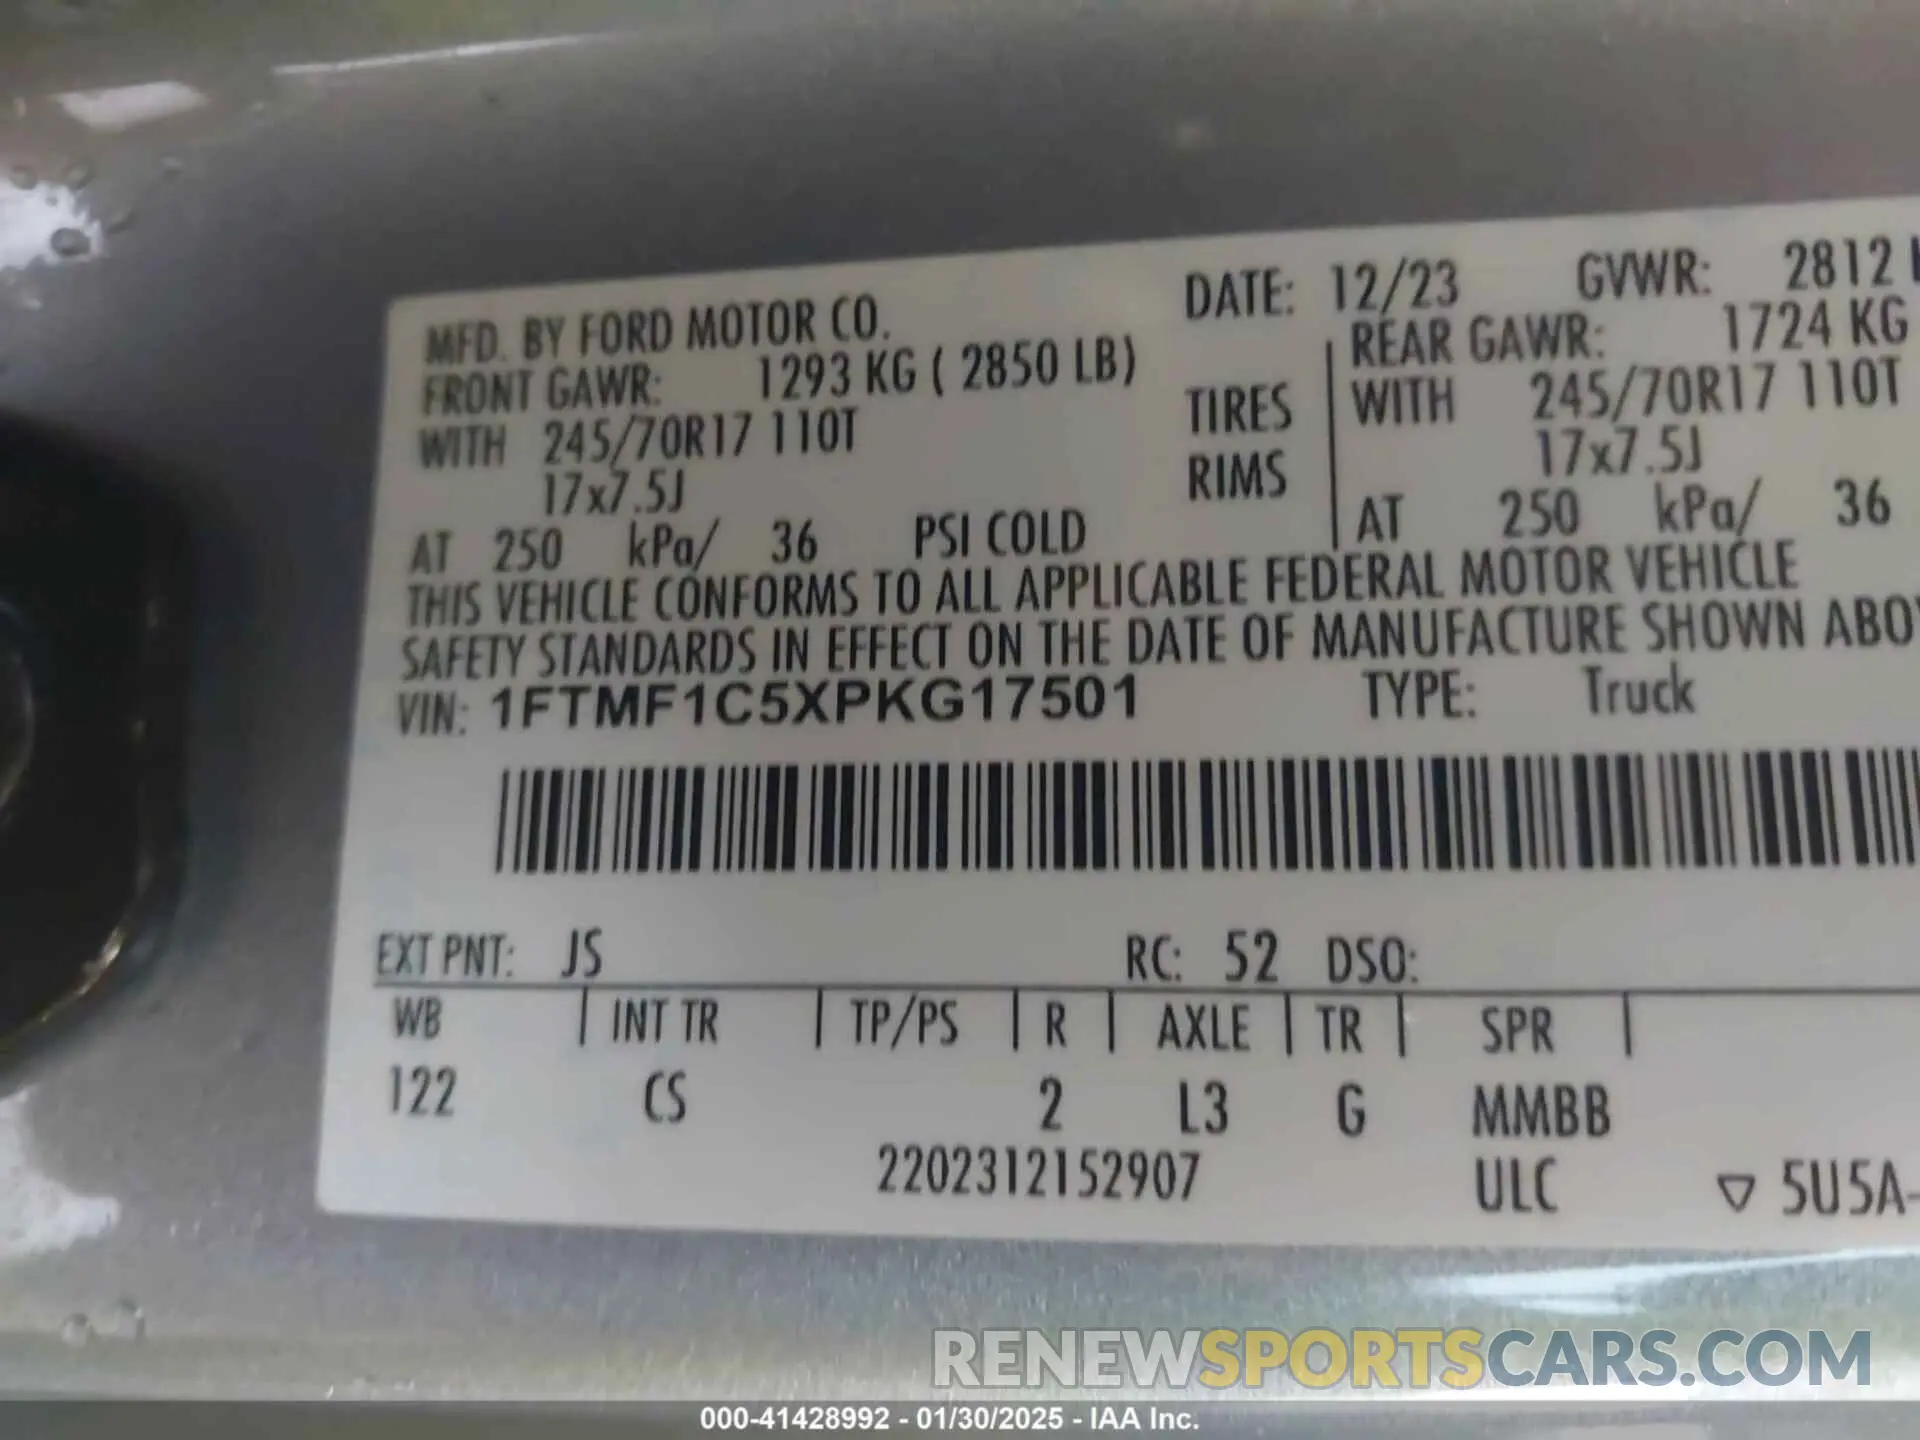 MFD. BY FORD MOTOR CO. DATE: 12/23 GVWR: 2812
FRONT GAWR: 1293 KG ( 2850 LB) REAR GAWR: 1724 KG
WITH 245/70R17 110T TIRES WITH 245/70R17 110T
17x7.5J RIMS 17x7.5J
AT 250 kPa/ 36 PSI COLD AT 250 kPa/ 36
THIS VEHICLE CONFORMS TO ALL APPLICABLE FEDERAL MOTOR VEHICLE
SAFETY STANDARDS IN EFFECT ON THE DATE OF MANUFACTURE SHOWN ABO
VIN: 1FTMF1C5XPKG17501 TYPE: Truck
EXT PNT: JS RC: 52 DSO:
WB | INT TR | TP/PS | R | AXLE | TR | SPR |
122 CS 2 L3 G MMBB
2202312152907 ULC ▽ 5U5A-
RENEWSPORTSCARS.COM
000-41428992 - 01/30/2025 - IAA Inc.